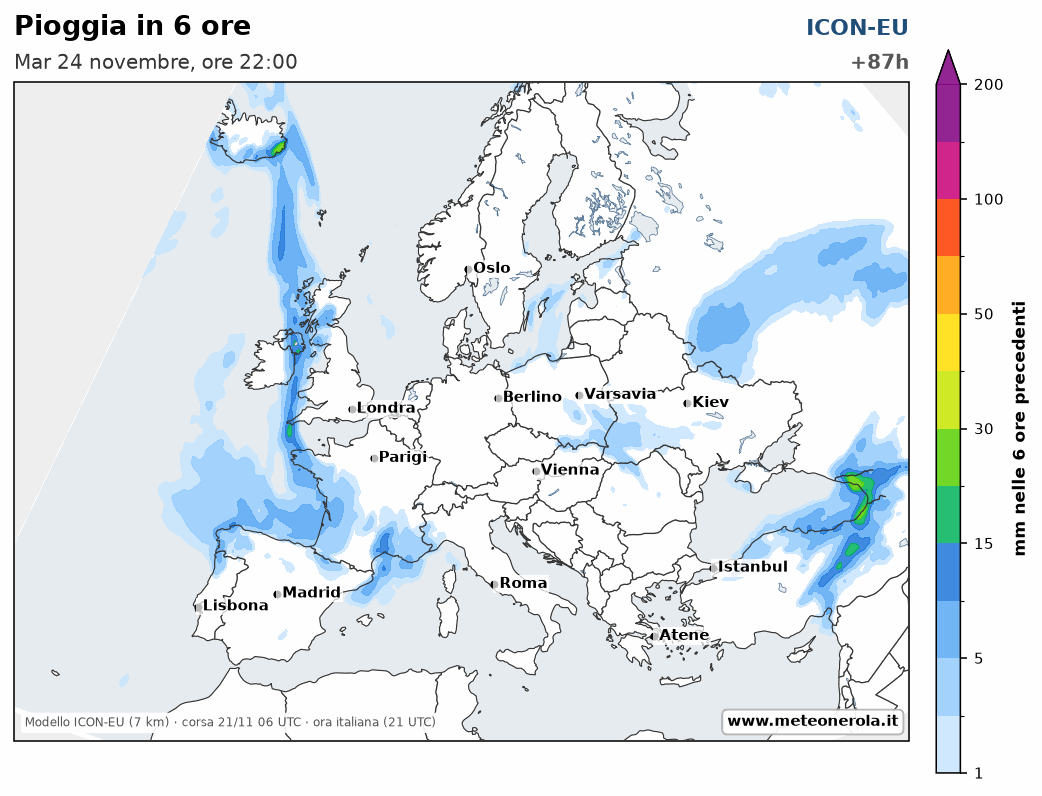 Pioggia in 6 ore
ICON-EU
Mar 24 novembre, ore 22:00
+87h
200
100
50
30
15
5
1
mm nelle 6 ore precedenti
Oslo
Berlino
Varsavia
Kiev
Londra
Parigi
Vienna
Istanbul
Roma
Madrid
Lisbona
Atene
Modello ICON-EU (7 km) · corsa 21/11 06 UTC · ora italiana (21 UTC)
www.meteonerola.it